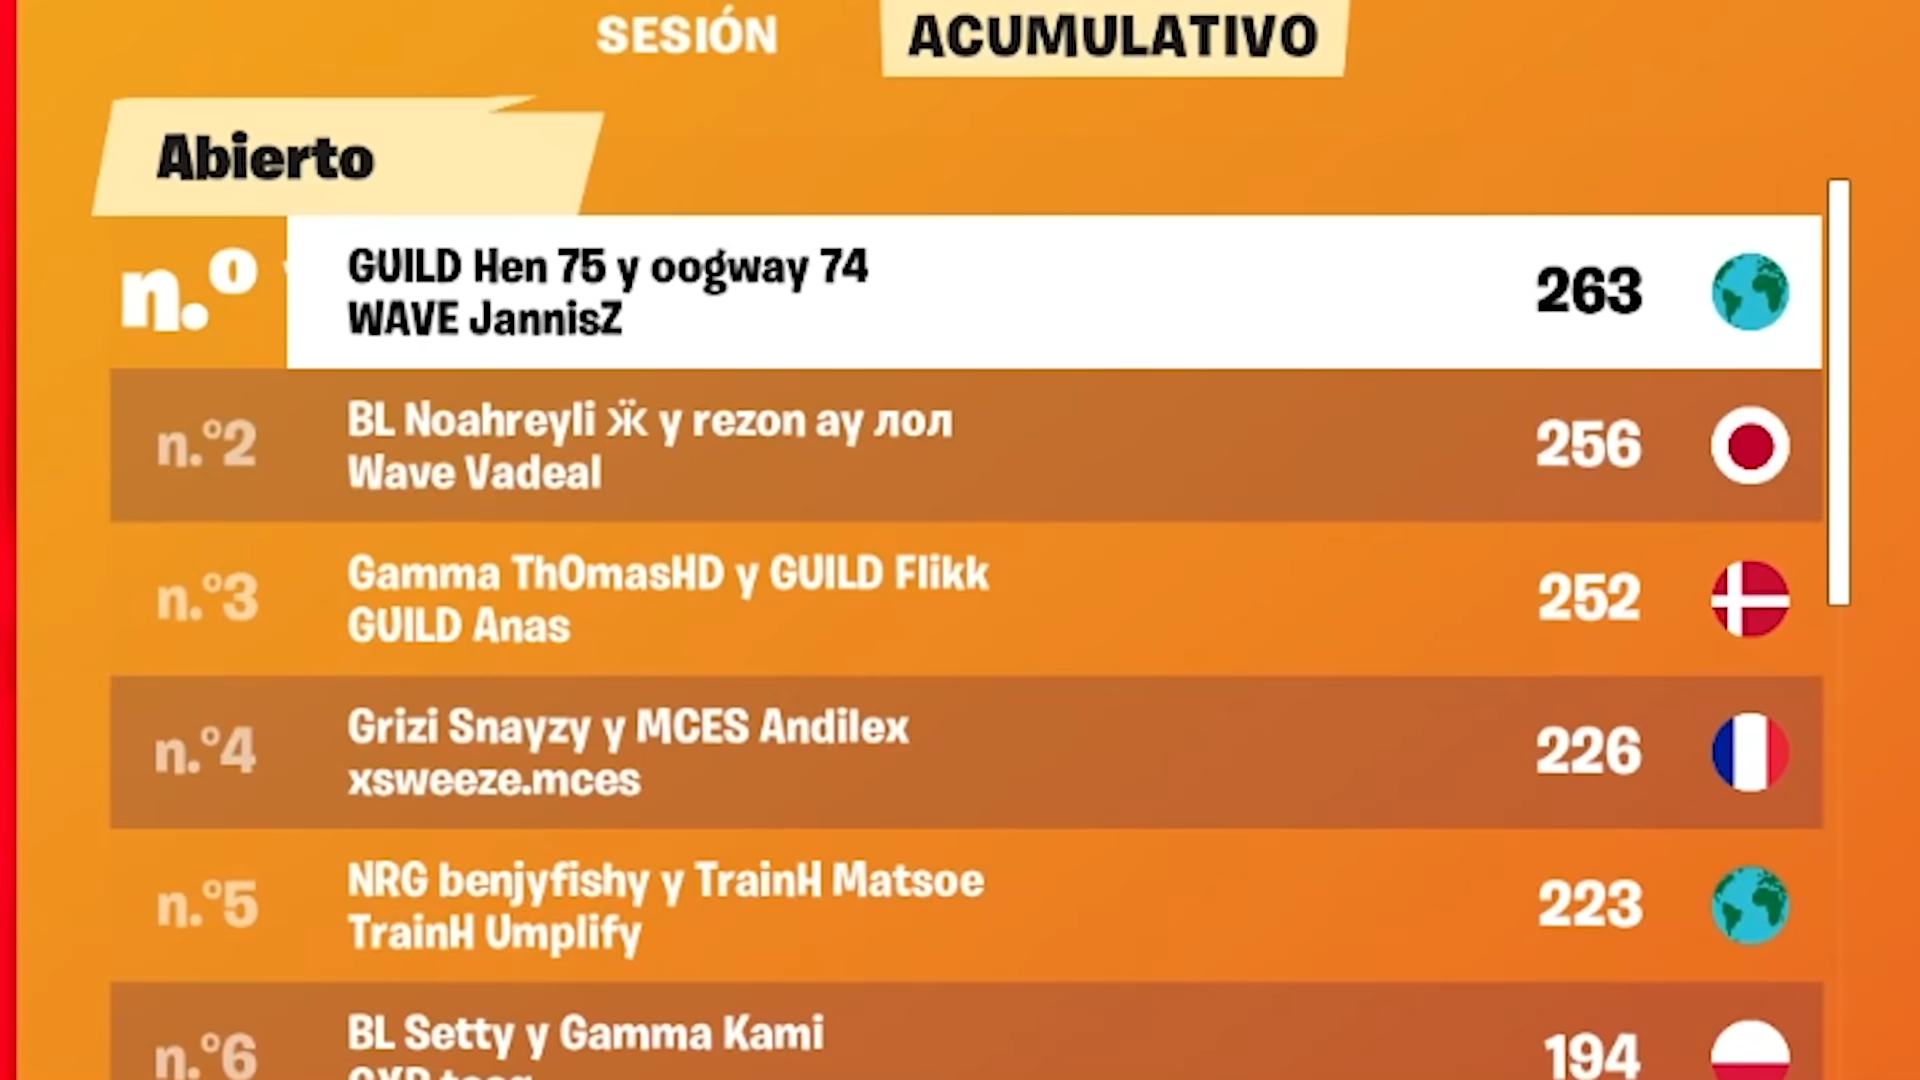 SESIÓN
ACUMULATIVO
Abierto
n.º
GUILD Hen 75 y oogway 74
WAVE JannisZ
263
n.º2
BL Noahreyli Ӝ y rezon ay лол
Wave Vadeal
256
n.º3
Gamma Th0masHD y GUILD Flikk
GUILD Anas
252
n.º4
Grizi Snayzy y MCES Andilex
xsweeze.mces
226
n.º5
NRG benjyfishy y TrainH Matsoe
TrainH Umplify
223
n.º6
BL Setty y Gamma Kami
194